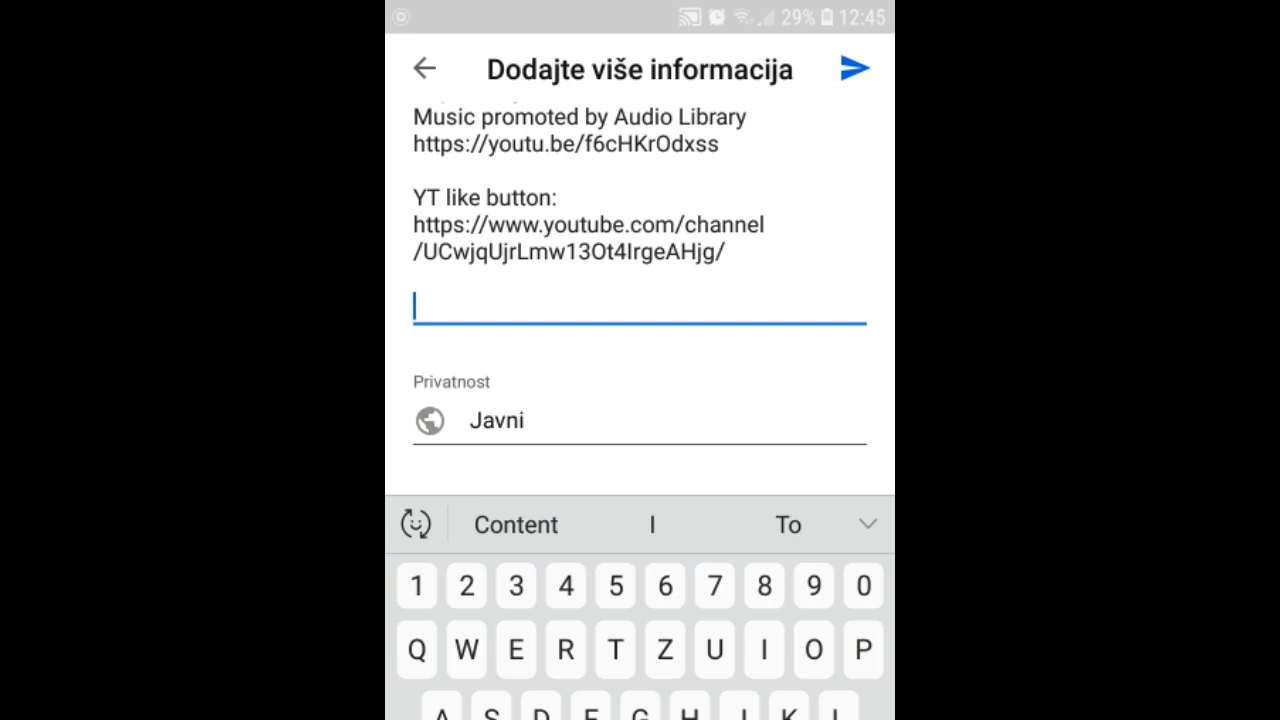 29% 12:45
Dodajte više informacija
Music promoted by Audio Library
https://youtu.be/f6cHKrOdxss
YT like button:
https://www.youtube.com/channel
/UCwjqUjrLmw13Ot4IrgeAHjg/
Privatnost
Javni
Content I To
1 2 3 4 5 6 7 8 9 0
Q W E R T Z U I O P
A S D F G H J K L